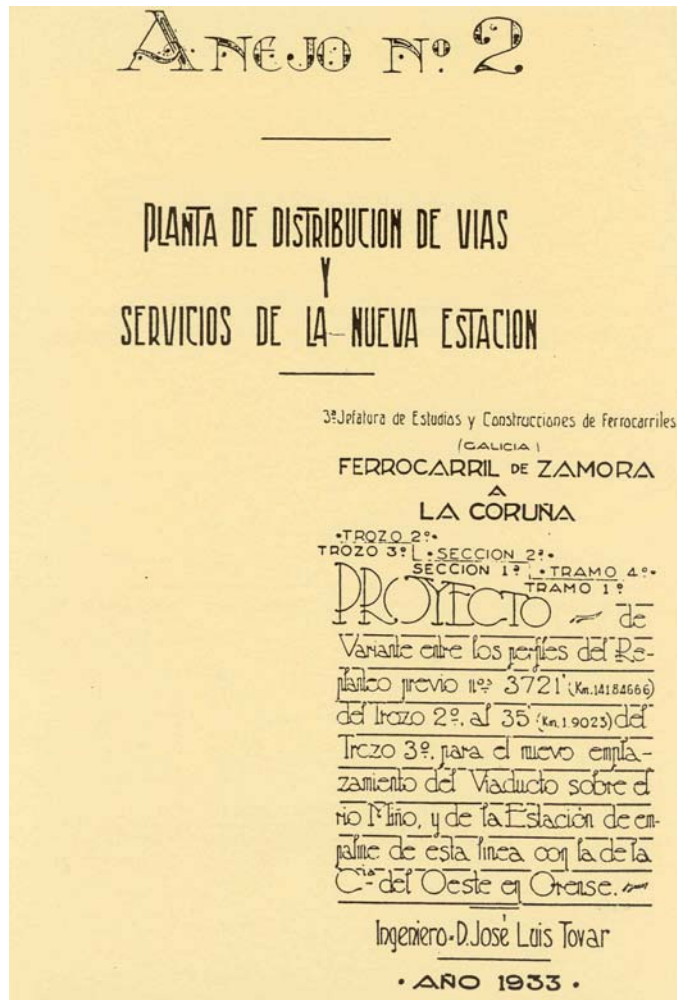 ANEJO Nº 2
PLANTA DE DISTRIBUCION DE VIAS
Y
SERVICIOS DE LA NUEVA ESTACION
3ª Jefatura de Estudios y Construcciones de Ferrocarriles
(GALICIA)
FERROCARRIL DE ZAMORA
A
LA CORUÑA
·TROZO 2º·
TROZO 3º · SECCION 2ª·
SECCION 1ª · TRAMO 4º·
TRAMO 1º
PROYECTO de
Variante entre los perfiles del Re-
planteo previo nos 3721' (Km.14184666)
del Trozo 2º, al 35' (Km.1.9023) del
Trozo 3º, para el nuevo empla-
zamiento del Viaducto sobre el
rio Miño, y de la Estación de em-
palme de esta linea con la de la
Cia del Oeste en Orense.
Ingeniero-D.José Luis Tovar
· AÑO 1933 ·